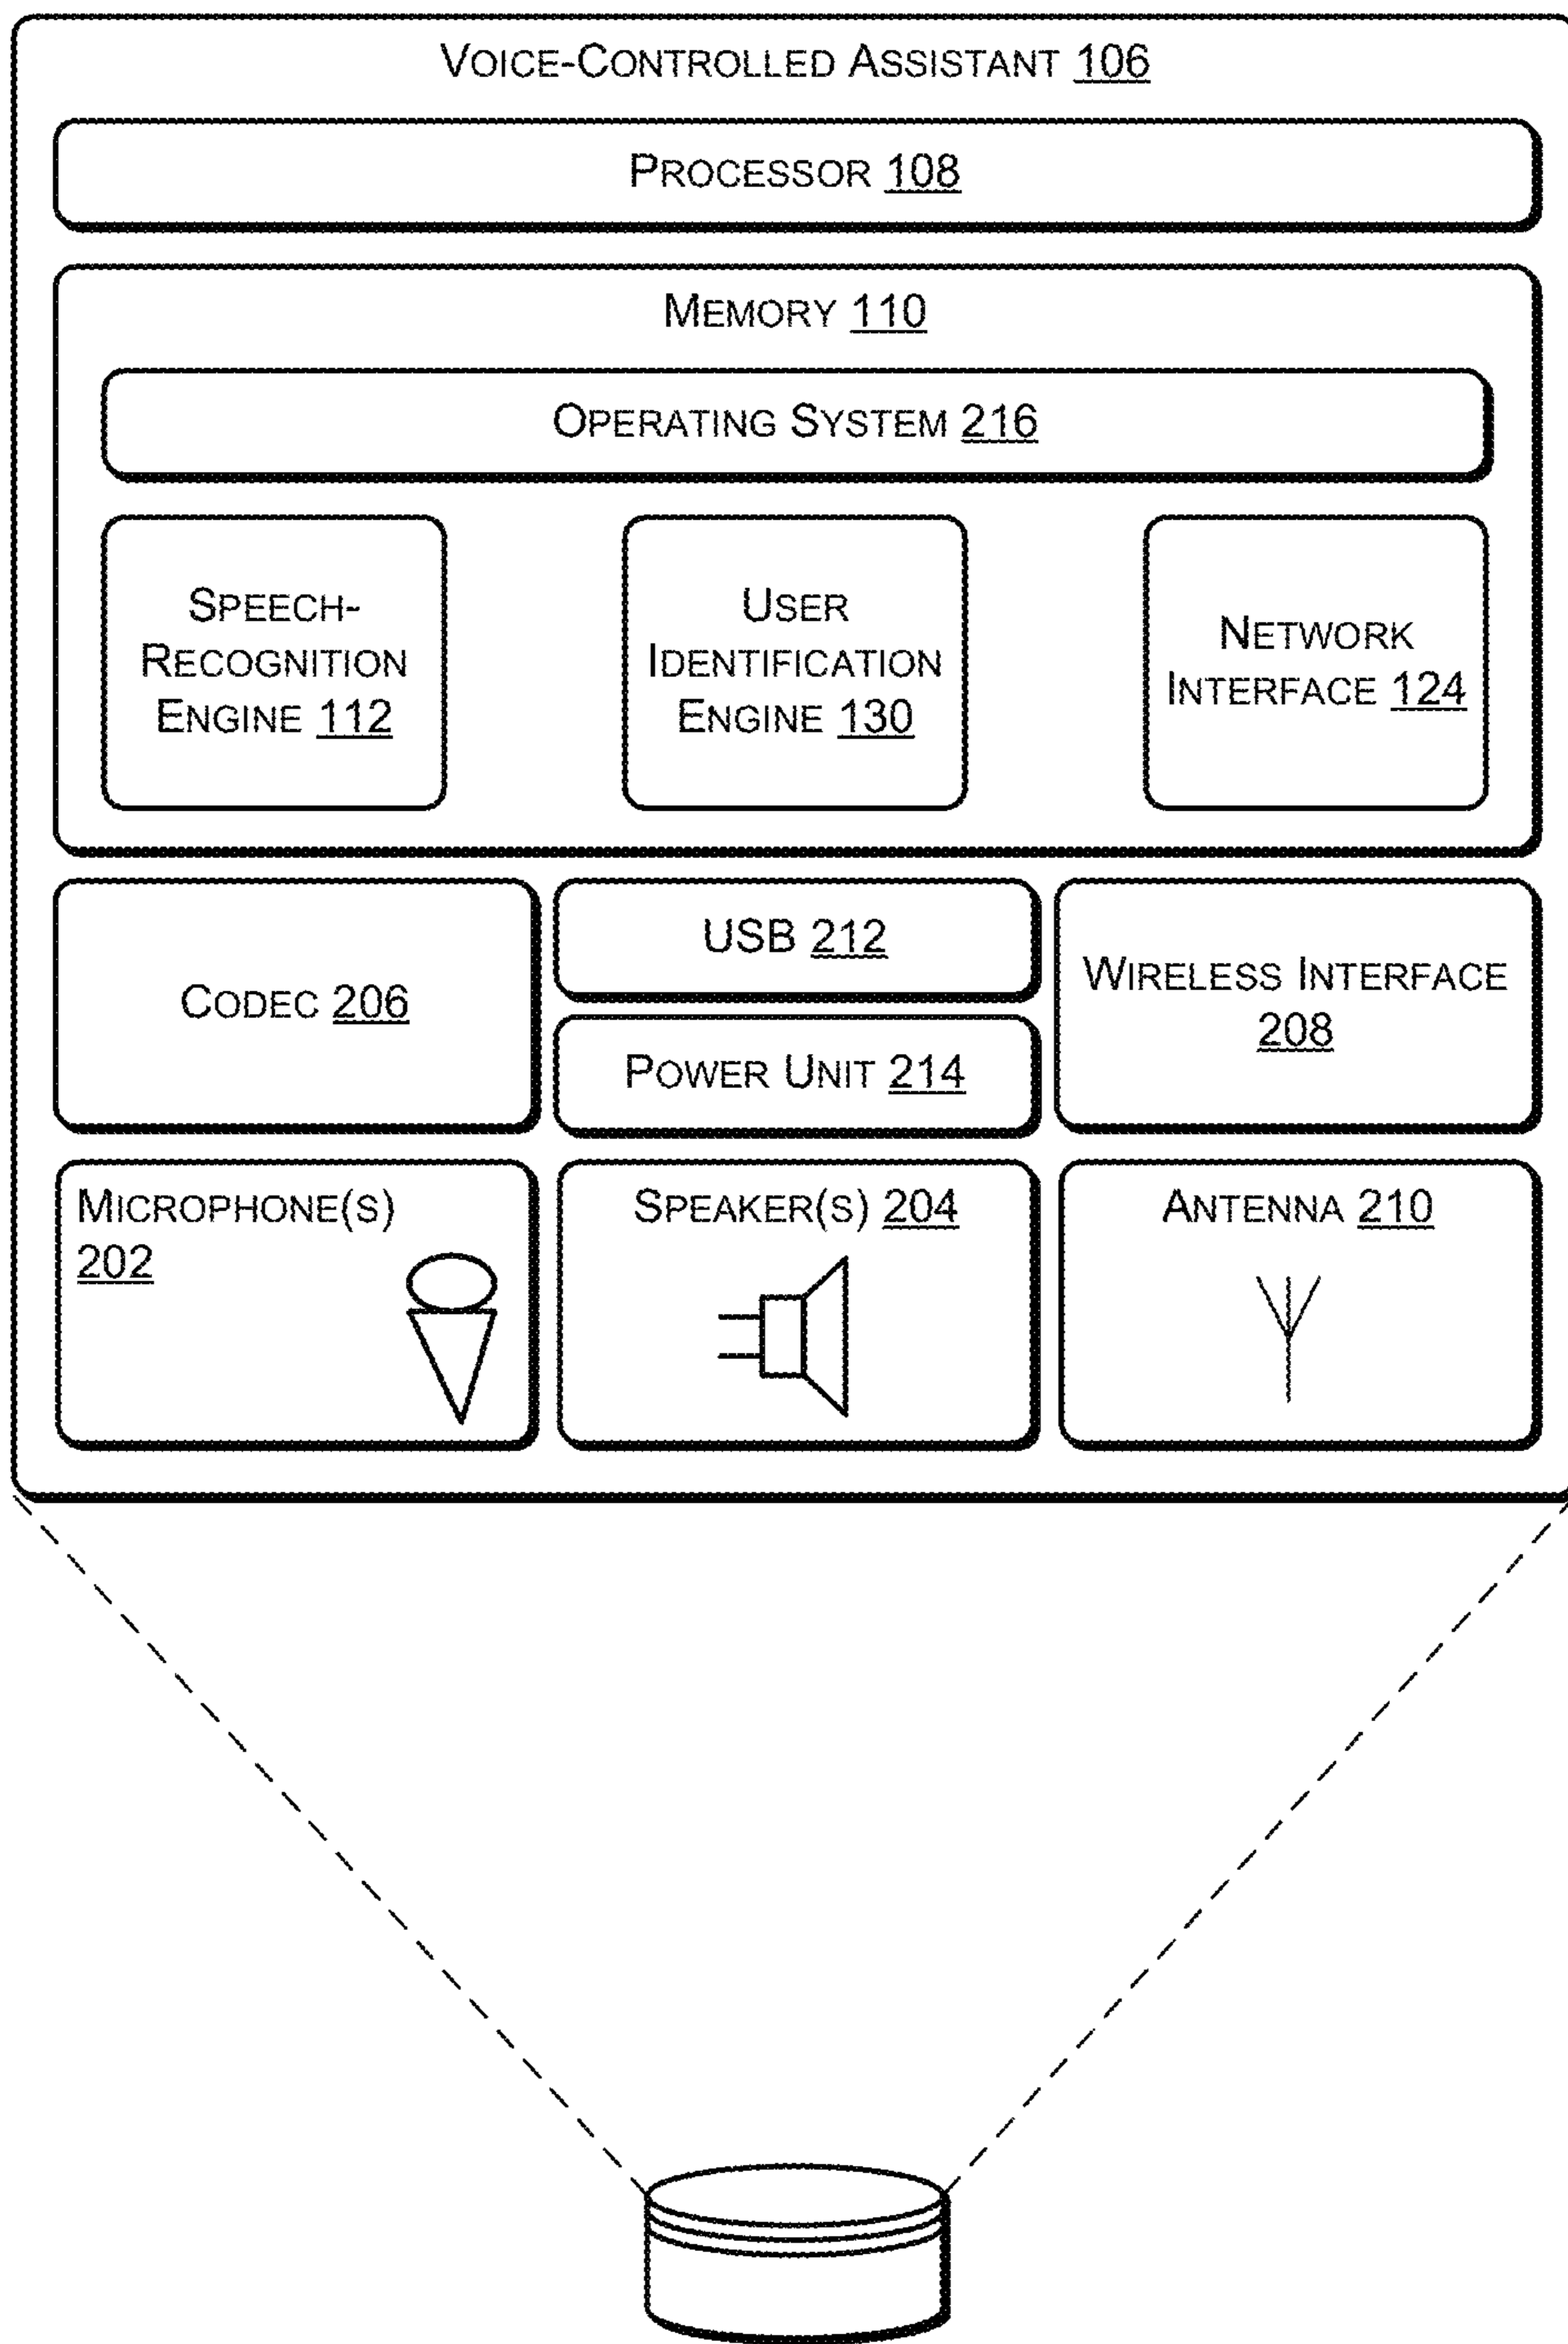 VOICE-CONTROLLED ASSISTANT 106
PROCESSOR 108
MEMORY 110
OPERATING SYSTEM 216
SPEECH-
RECOGNITION
ENGINE 112
USER
IDENTIFICATION
ENGINE 130
NETWORK
INTERFACE 124
CODEC 206
USB 212
POWER UNIT 214
WIRELESS INTERFACE
208
MICROPHONE(S)
202
SPEAKER(S) 204
ANTENNA 210